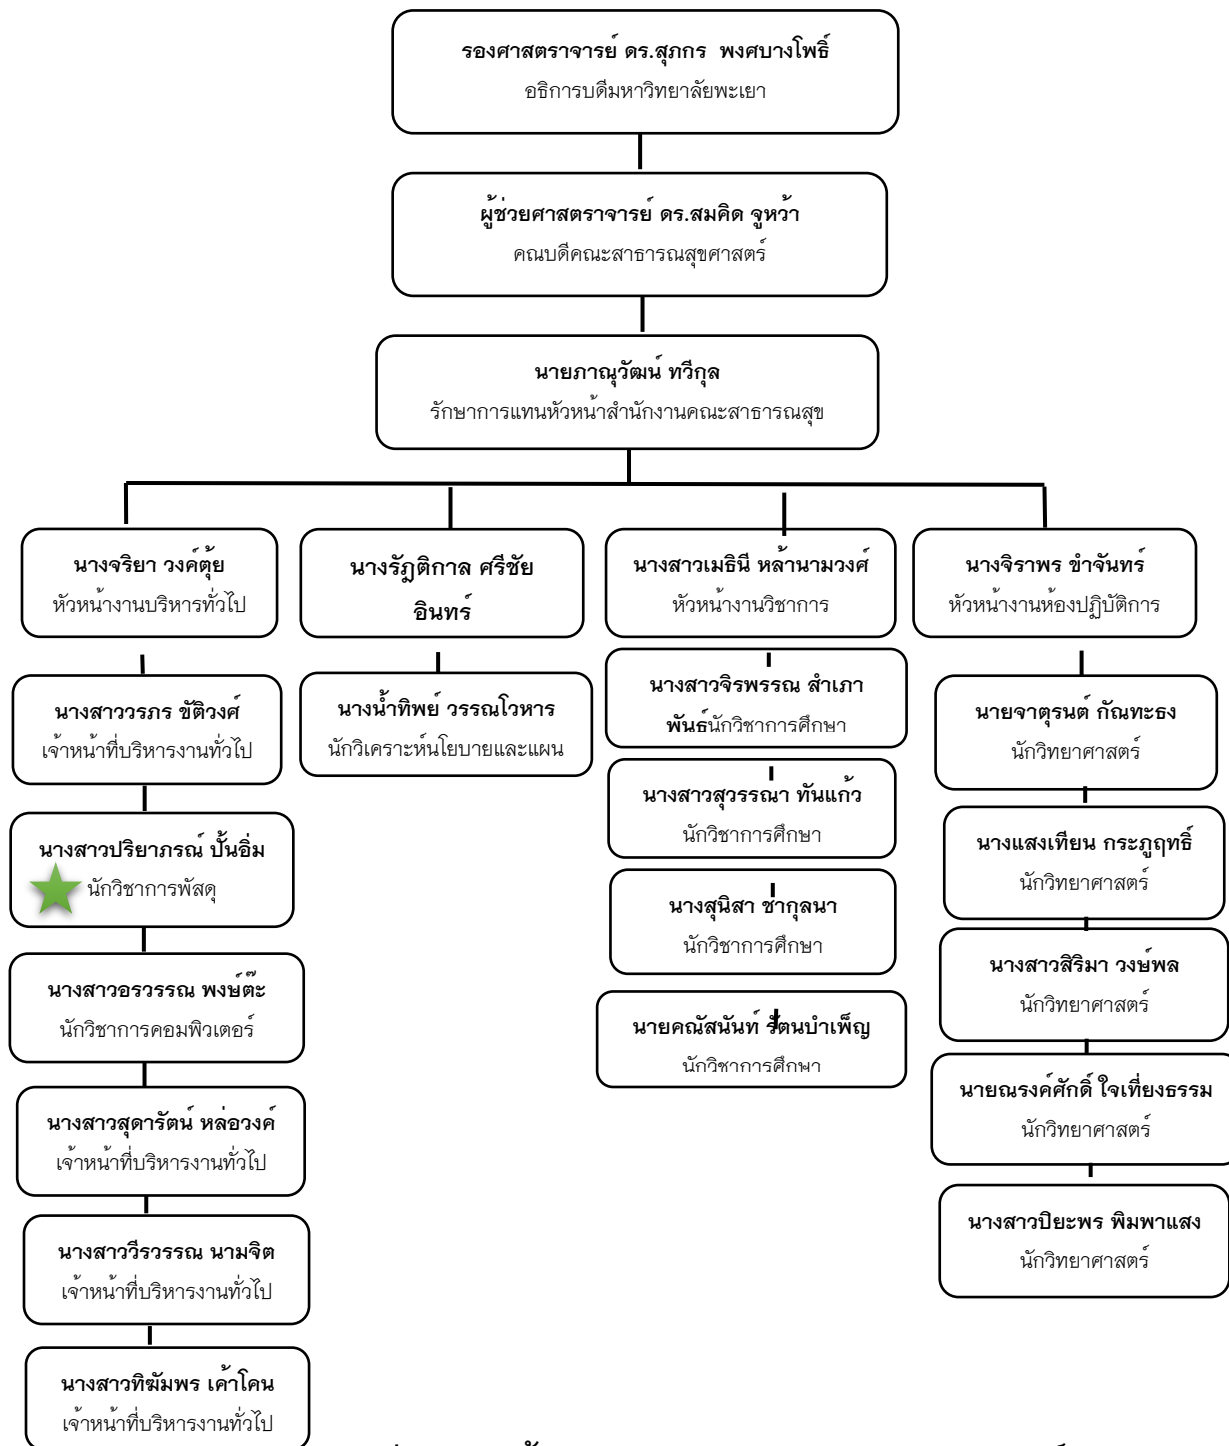 รองศาสตราจารย์ ดร.สุภกร พงศบางโพธิ์
อธิการบดีมหาวิทยาลัยพะเยา
ผู้ช่วยศาสตราจารย์ ดร.สมคิด จูหว้า
คณบดีคณะสาธารณสุขศาสตร์
นายภาณุวัฒน์ ทวีกุล
รักษาการแทนหัวหน้าสำนักงานคณะสาธารณสุข
นางจริยา วงค์ตุ้ย
หัวหน้างานบริหารทั่วไป
นางสาววรภร ขัติวงศ์
เจ้าหน้าที่บริหารงานทั่วไป
นางสาวปริยาภรณ์ ปั้นอิ่ม
นักวิชาการพัสดุ
นางสาวอรวรรณ พงษ์ต๊ะ
นักวิชาการคอมพิวเตอร์
นางสาวสุดารัตน์ หล่อวงค์
เจ้าหน้าที่บริหารงานทั่วไป
นางสาววีรวรรณ นามจิต
เจ้าหน้าที่บริหารงานทั่วไป
นางสาวทิฆัมพร เค้าโคน
เจ้าหน้าที่บริหารงานทั่วไป
นางรัฎติกาล ศรีชัย
อินทร์
นางน้ำทิพย์ วรรณโวหาร
นักวิเคราะห์นโยบายและแผน
นางสาวเมธินี หล้านามวงศ์
หัวหน้างานวิชาการ
นางสาวจิรพรรณ สำเภา
พันธ์นักวิชาการศึกษา
นางสาวสุวรรณา ทันแก้ว
นักวิชาการศึกษา
นางสุนิสา ชำกุลนา
นักวิชาการศึกษา
นายคณัสนันท์ รัตนบำเพ็ญ
นักวิชาการศึกษา
นางจิราพร ขำจันทร์
หัวหน้างานห้องปฏิบัติการ
นายจาตุรนต์ กัณทะธง
นักวิทยาศาสตร์
นางแสงเทียน กระภูฤทธิ์
นักวิทยาศาสตร์
นางสาวสิริมา วงษ์พล
นักวิทยาศาสตร์
นายณรงค์ศักดิ์ ใจเที่ยงธรรม
นักวิทยาศาสตร์
นางสาวปิยะพร พิมพาแสง
นักวิทยาศาสตร์